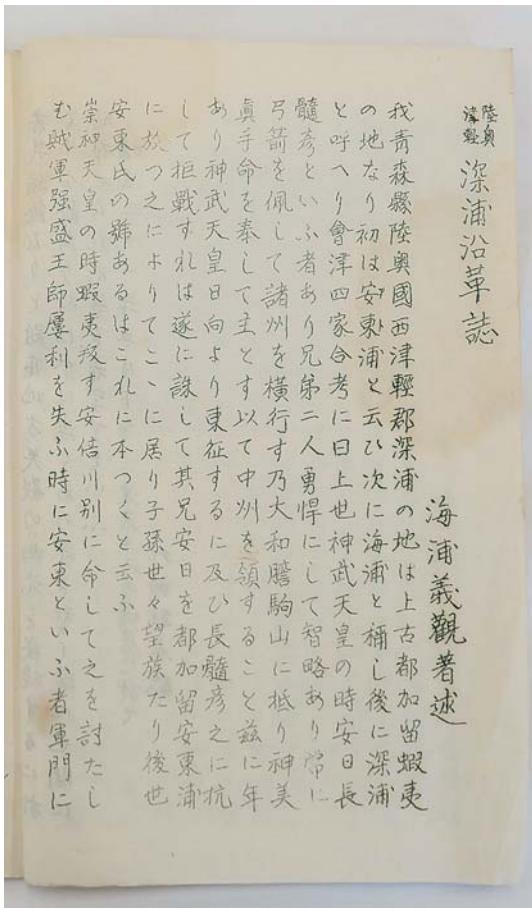 陸奥津軽 深浦沿革誌
海浦義觀著述
我青森縣陸奥國西津輕郡深浦の地は上古都加留蝦夷
の地なり初は安東浦と云ひ次に海浦と稱し後に深浦
と呼へり會津四家合考に曰上世神武天皇の時安日長
髓彦といふ者あり兄弟二人勇悍にして智略あり常に
弓箭を佩して諸州を横行す乃大和膽駒山に抵り神美
眞手命を奉して主とす以て中州を領すること茲に年
あり神武天皇日向より東征するに及ひ長髓彦之に抗
して拒戰すれは遂に誅して其兄安日を都加留安東浦
に放つ之によりてこゝに居り子孫世々望族たり後世
安東氏の號あるはこれに本つくと云ふ
崇神天皇の時蝦夷叛す安倍川別に命して之を討たし
む賊軍强盛王師屢利を失ふ時に安東といふ者軍門に